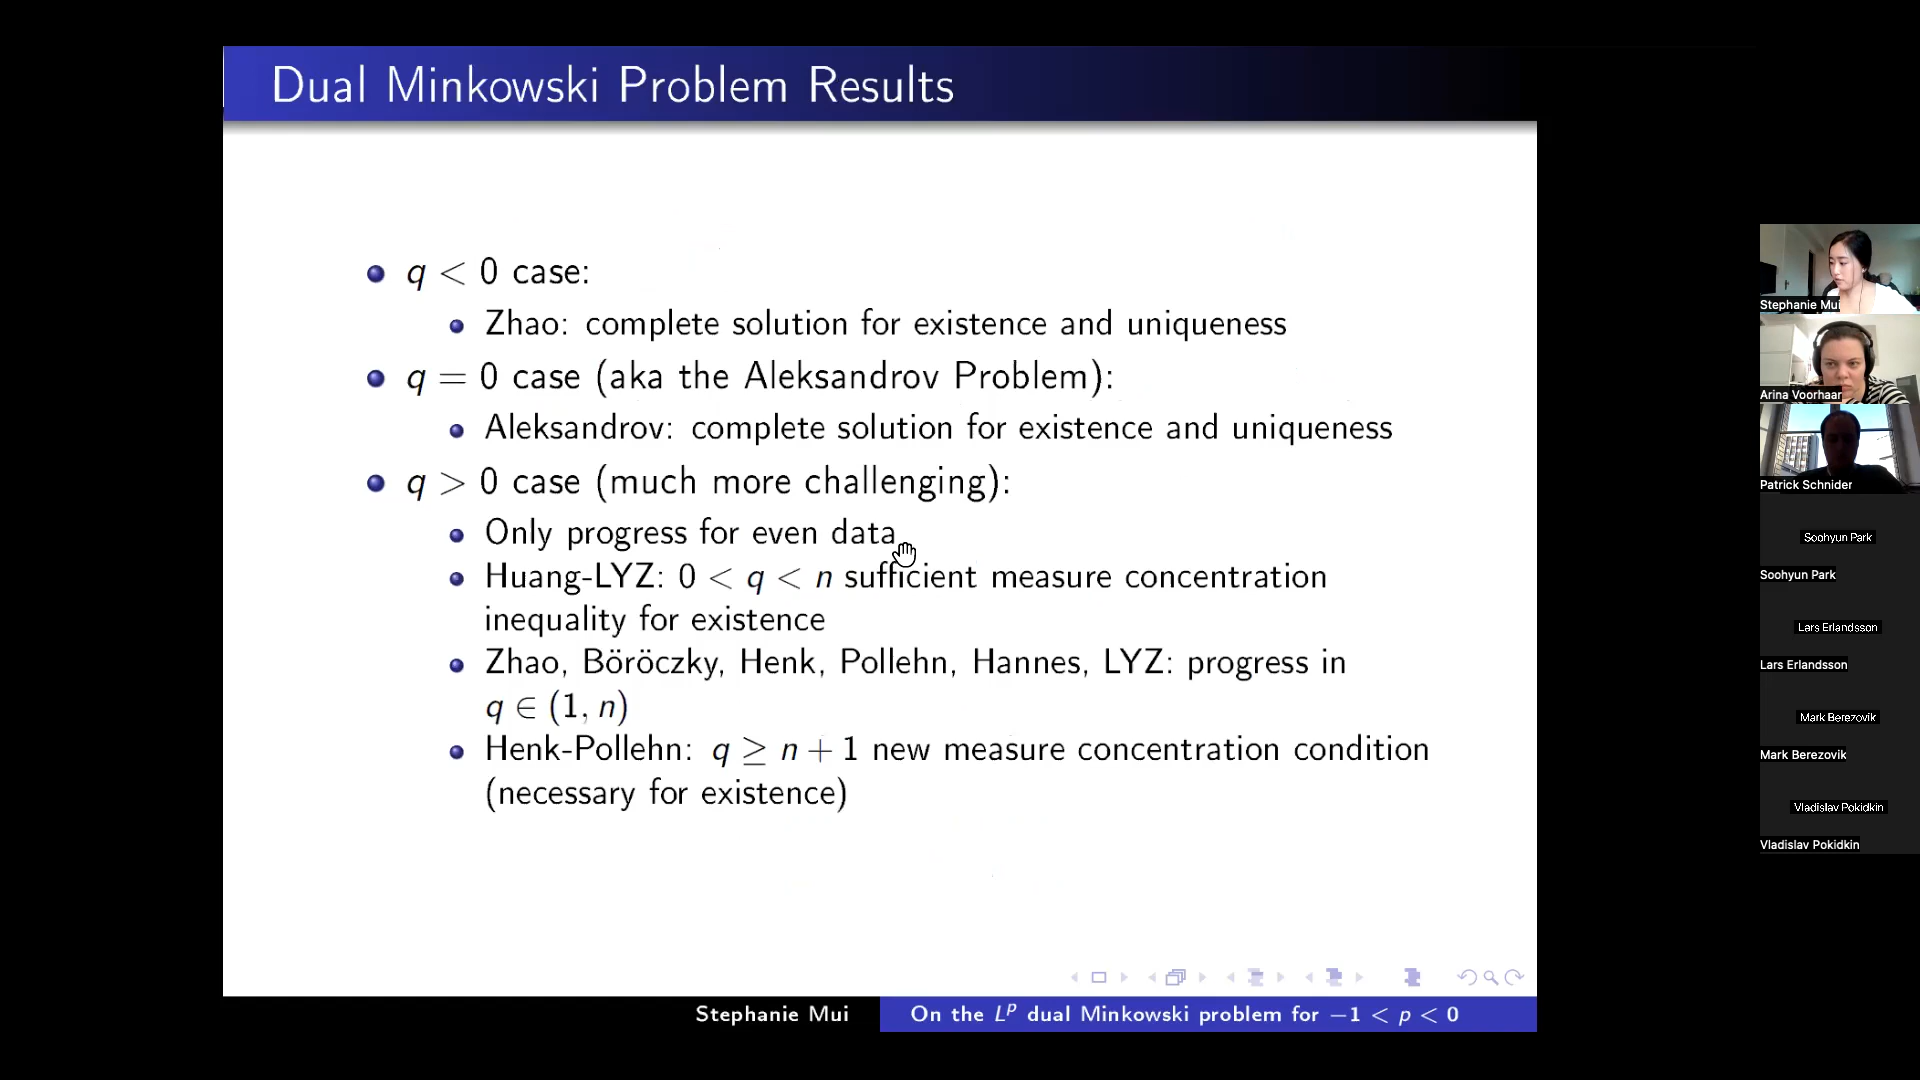 Dual Minkowski Problem Results
q < 0 case:
Zhao: complete solution for existence and uniqueness
q = 0 case (aka the Aleksandrov Problem):
Aleksandrov: complete solution for existence and uniqueness
q > 0 case (much more challenging):
Only progress for even data
Huang-LYZ: 0 < q < n sufficient measure concentration
inequality for existence
Zhao, Böröczky, Henk, Pollehn, Hannes, LYZ: progress in
q ∈ (1, n)
Henk-Pollehn: q ≥ n + 1 new measure concentration condition
(necessary for existence)
Stephanie Mui
On the L^p dual Minkowski problem for −1 < p < 0
Stephanie Mui
Arina Voorhaar
Patrick Schnider
Soohyun Park
Soohyun Park
Lars Erlandsson
Lars Erlandsson
Mark Berezovik
Mark Berezovik
Vladislav Pokidkin
Vladislav Pokidkin